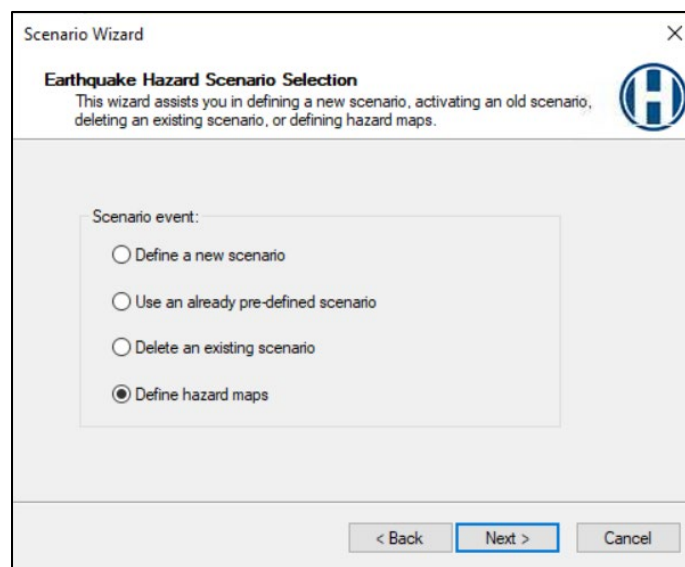 Scenario Wizard
Earthquake Hazard Scenario Selection
This wizard assists you in defining a new scenario, activating an old scenario,
deleting an existing scenario, or defining hazard maps.
Scenario event:
Define a new scenario
Use an already pre-defined scenario
Delete an existing scenario
Define hazard maps
< Back Next > Cancel